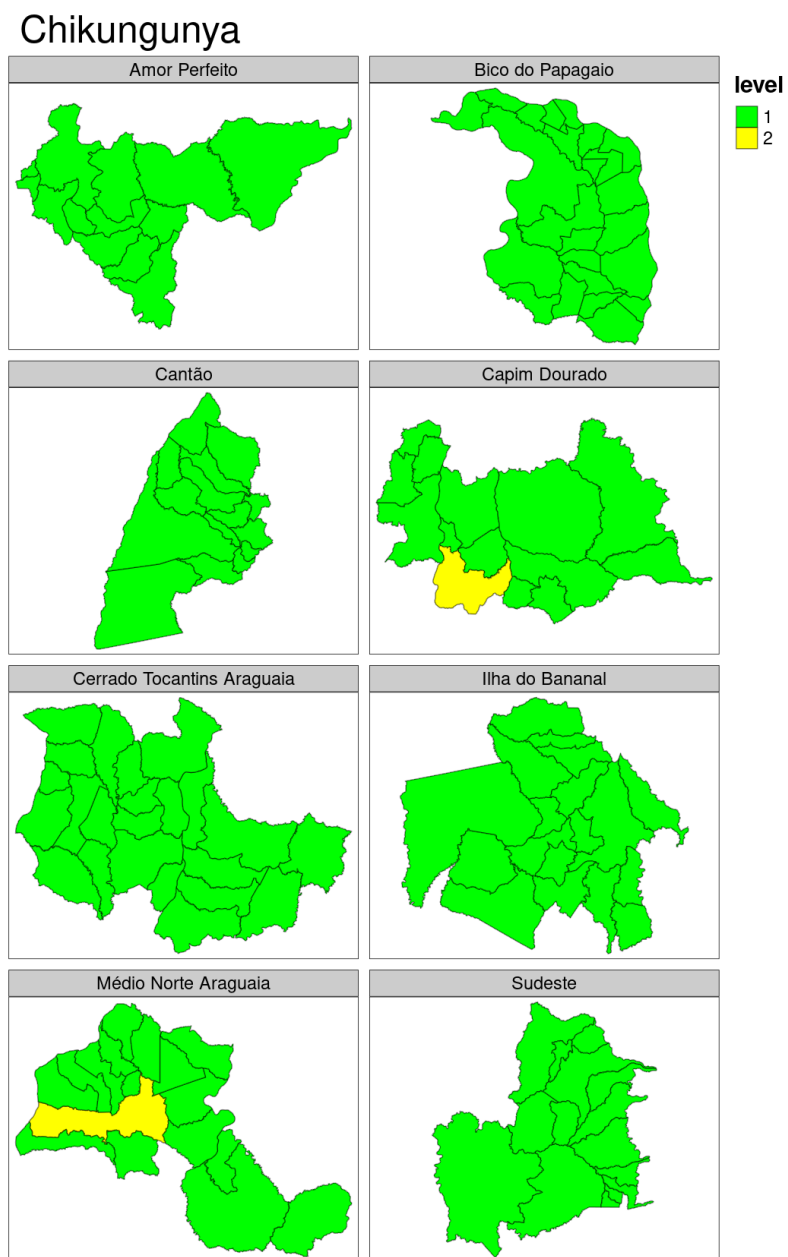 Chikungunya
Amor Perfeito
Bico do Papagaio
level
1
2
Cantão
Capim Dourado
Cerrado Tocantins Araguaia
Ilha do Bananal
Médio Norte Araguaia
Sudeste